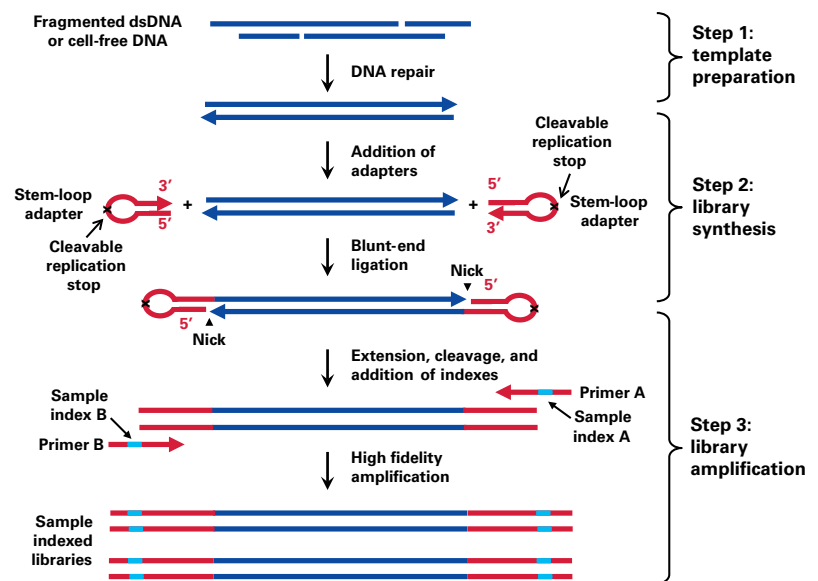 Fragmented dsDNA
or cell-free DNA
Step 1:
template
preparation
DNA repair
Addition of
adapters
Cleavable
replication
stop
Stem-loop
adapter
3′
5′
+
+
5′
3′
Stem-loop
adapter
Cleavable
replication
stop
Step 2:
library
synthesis
Blunt-end
ligation
Nick
5′
5′
Nick
Extension, cleavage, and
addition of indexes
Sample
index B
Primer B
Primer A
Sample
index A
Step 3:
library
amplification
High fidelity
amplification
Sample
indexed
libraries